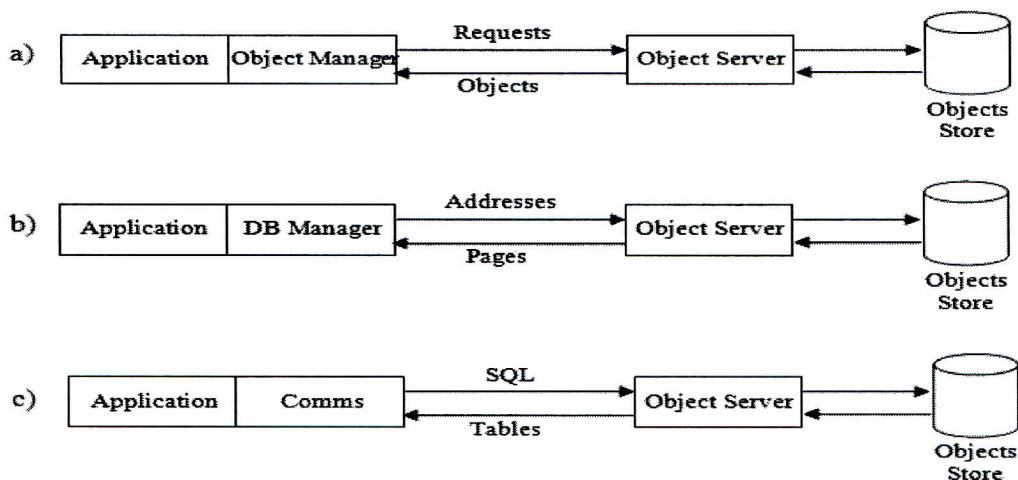 a)
Application
Object Manager
Requests
Objects
Object Server
Objects
Store
b)
Application
DB Manager
Addresses
Pages
Object Server
Objects
Store
c)
Application
Comms
SQL
Tables
Object Server
Objects
Store